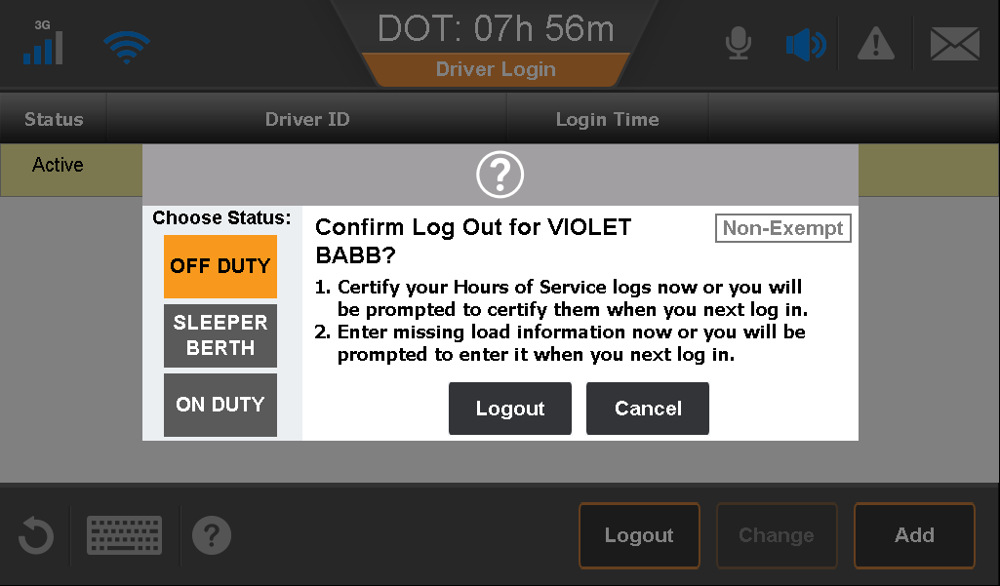 3G
DOT: 07h 56m
Driver Login
Status Driver ID Login Time
Active
Choose Status:
OFF DUTY
SLEEPER
BERTH
ON DUTY
Confirm Log Out for VIOLET
BABB?
Non-Exempt
1. Certify your Hours of Service logs now or you will
be prompted to certify them when you next log in.
2. Enter missing load information now or you will be
prompted to enter it when you next log in.
Logout Cancel
Logout Change Add